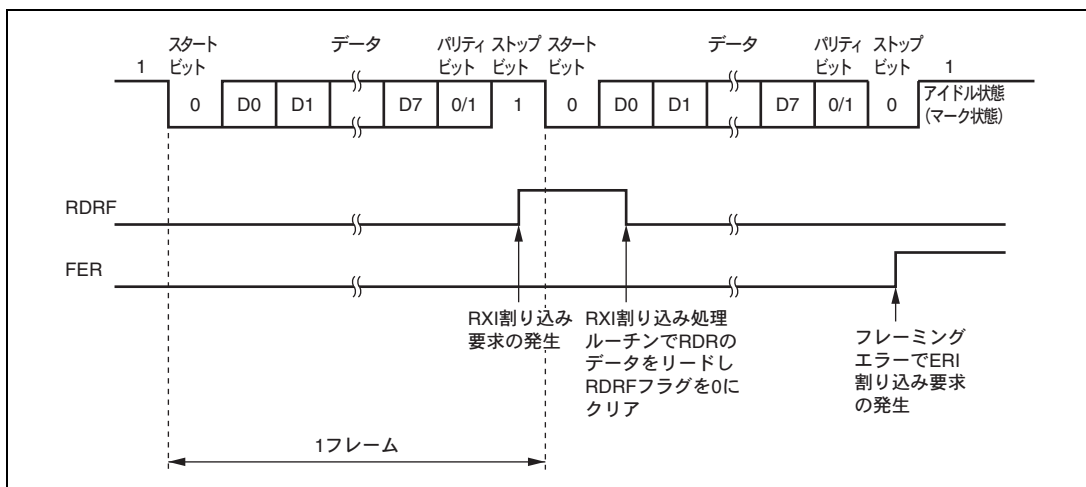 スタート
ビット
データ
パリティ
ビット
ストップ
ビット
スタート
ビット
データ
パリティ
ビット
ストップ
ビット
1
1
0 D0 D1 D7 0/1 1 0 D0 D1 D7 0/1 0
アイドル状態
(マーク状態)
RDRF
FER
RXI割り込み
要求の発生
RXI割り込み処理
ルーチンでRDRの
データをリードし
RDRFフラグを0に
クリア
フレーミング
エラーでERI
割り込み要求
の発生
1フレーム